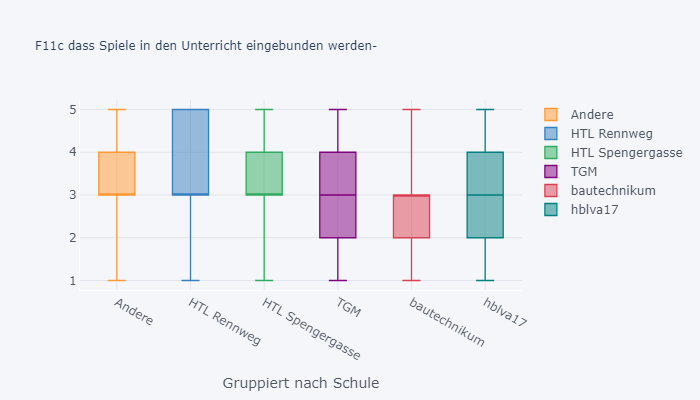 F11c dass Spiele in den Unterricht eingebunden werden-
5
4
3
2
1
Andere
HTL Rennweg
HTL Spengergasse
TGM
bautechnikum
hblva17
Gruppiert nach Schule
Andere
HTL Rennweg
HTL Spengergasse
TGM
bautechnikum
hblva17